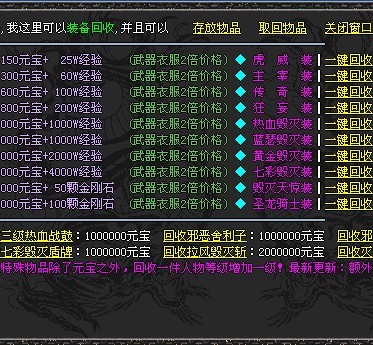 ,我这里可以装备回收,并且可以 存放物品 取回物品 关闭窗口
150元宝+ 25W经验 (武器衣服2倍价格) ◆ 虎 威 装 | 一键回收
300元宝+ 60W经验 (武器衣服2倍价格) ◆ 主 宰 装 | 一键回收
600元宝+ 100W经验 (武器衣服2倍价格) ◆ 传 奇 装 | 一键回收
800元宝+ 200W经验 (武器衣服2倍价格) ◆ 狂 妄 装 | 一键回收
000元宝+1000W经验 (武器衣服2倍价格) ◆ 热血毁灭装 | 一键回收
000元宝+1000W经验 (武器衣服2倍价格) ◆ 蓝瑟毁灭装 | 一键回收
000元宝+2000W经验 (武器衣服2倍价格) ◆ 黄金毁灭装 | 一键回收
000元宝+4000W经验 (武器衣服2倍价格) ◆ 七彩毁灭装 | 一键回收
000元宝+ 50颗金刚石 (武器衣服2倍价格) ◆ 毁灭天惊装 | 一键回收
000元宝+100颗金刚石 (武器衣服2倍价格) ◆ 圣龙骑士装 | 一键回收
三级热血战鼓:1000000元宝 回收邪恶舍利子:1000000元宝 回收邪
七彩毁灭盾牌:1000000元宝 回收拉风毁灭斩:2000000元宝 回收
特殊物品除了元宝之外,回收一件人物等级增加一级! 最新更新:额外